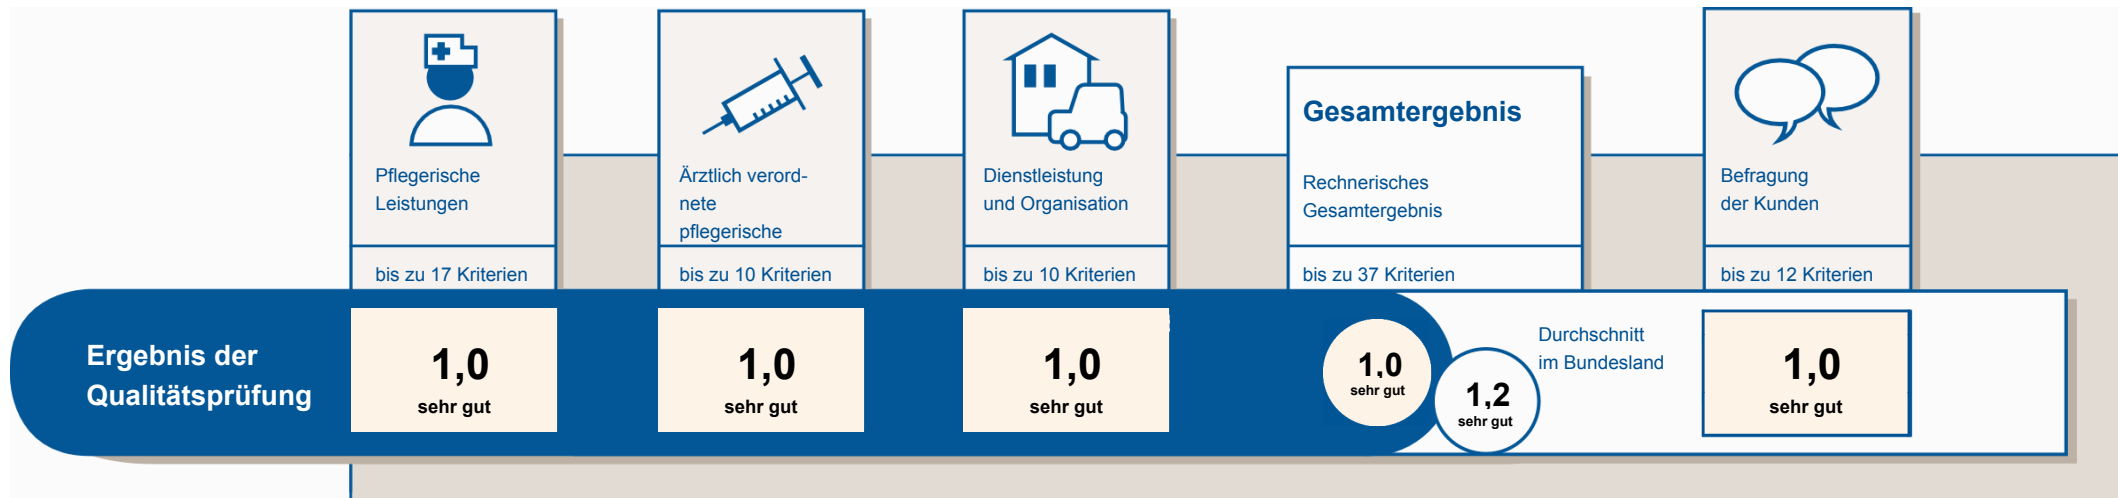 Pflegerische
Leistungen
bis zu 17 Kriterien
Ärztlich verord-
nete
pflegerische
bis zu 10 Kriterien
Dienstleistung
und Organisation
bis zu 10 Kriterien
Gesamtergebnis
Rechnerisches
Gesamtergebnis
bis zu 37 Kriterien
Befragung
der Kunden
bis zu 12 Kriterien
Ergebnis der
Qualitätsprüfung
1,0
sehr gut
1,0
sehr gut
1,0
sehr gut
1,0
sehr gut
1,2
sehr gut
Durchschnitt
im Bundesland
1,0
sehr gut